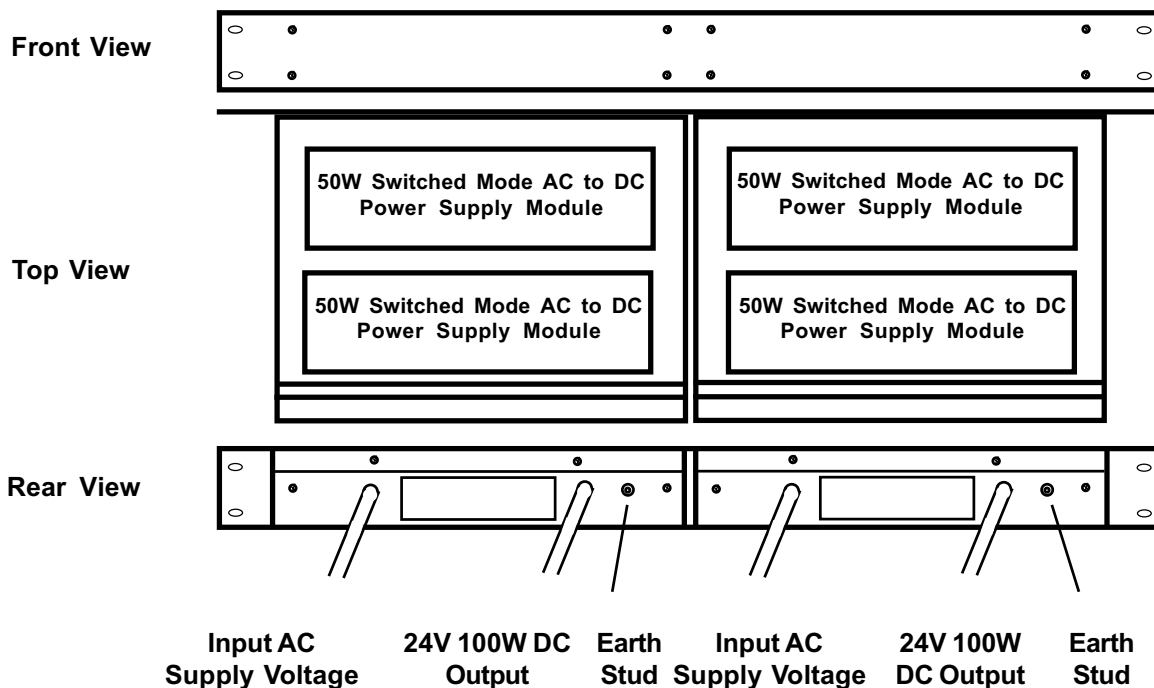 Front View
50W Switched Mode AC to DC
Power Supply Module
50W Switched Mode AC to DC
Power Supply Module
Top View
50W Switched Mode AC to DC
Power Supply Module
50W Switched Mode AC to DC
Power Supply Module
Rear View
Input AC
Supply Voltage
24V 100W DC
Output
Earth
Stud
Input AC
Supply Voltage
24V 100W
DC Output
Earth
Stud